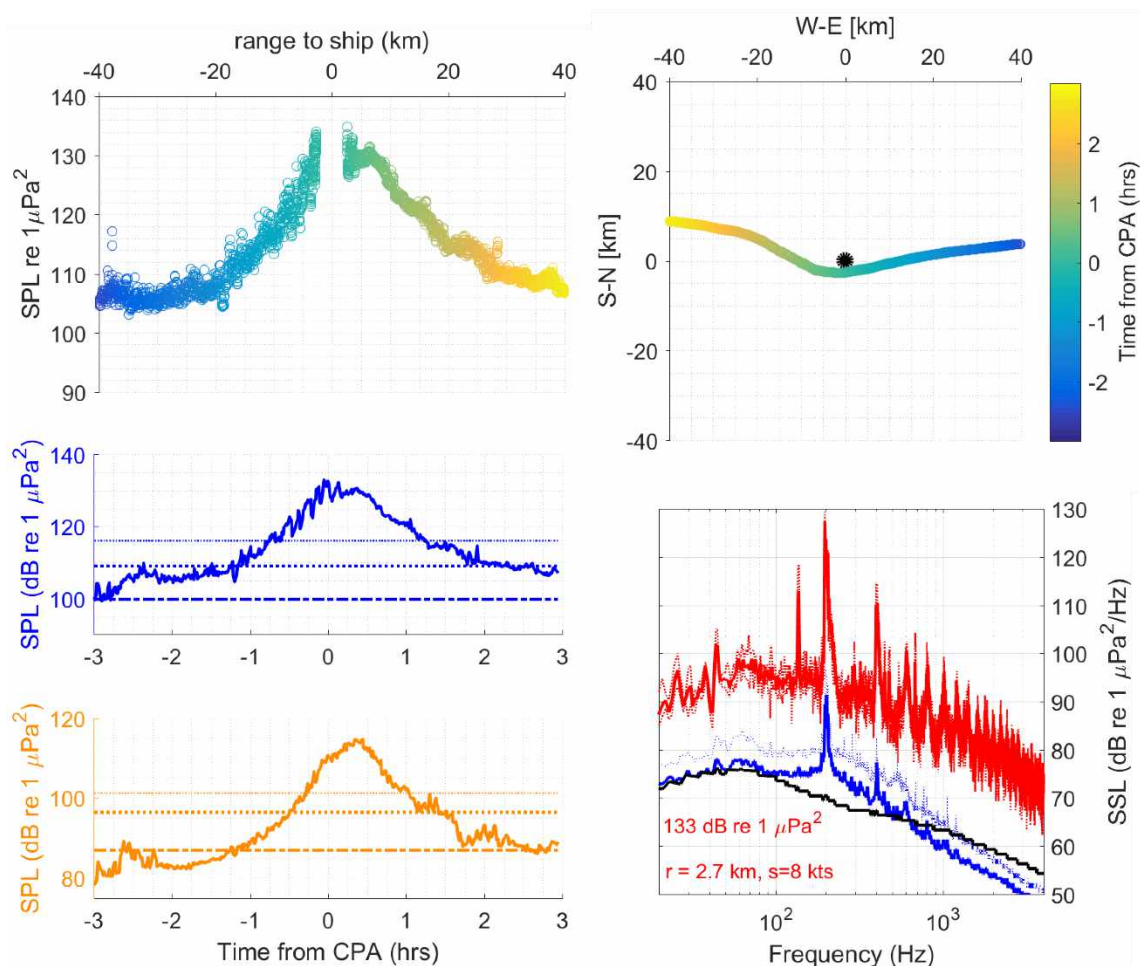 range to ship (km)
-40 -20 0 20 40
140
130
120
110
100
90
SPL re 1μPa²
W-E [km]
-40 -20 0 20 40
40
20
0
-20
-40
S-N [km]
2
1
0
-1
-2
Time from CPA (hrs)
140
120
100
SPL (dB re 1 μPa²)
-3 -2 -1 0 1 2 3
120
100
80
SPL (dB re 1 μPa²)
-3 -2 -1 0 1 2 3
Time from CPA (hrs)
130
120
110
100
90
80
70
60
50
SSL (dB re 1 μPa²/Hz)
133 dB re 1 μPa²
r = 2.7 km, s=8 kts
10² 10³
Frequency (Hz)